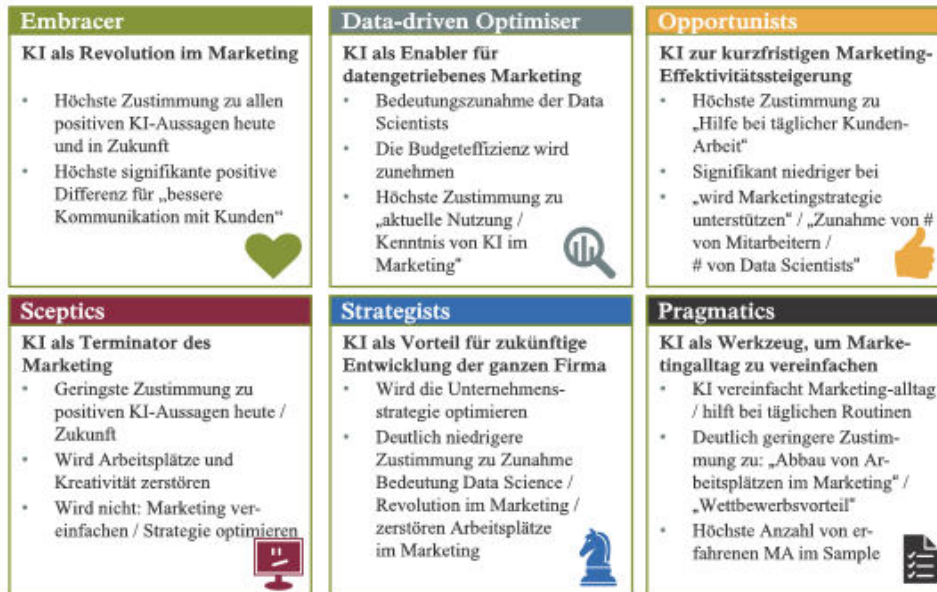 Embracer
KI als Revolution im Marketing
• Höchste Zustimmung zu allen
positiven KI-Aussagen heute
und in Zukunft
• Höchste signifikante positive
Differenz für „bessere
Kommunikation mit Kunden“
Data-driven Optimiser
KI als Enabler für
datengetriebenes Marketing
• Bedeutungszunahme der Data
Scientists
• Die Budgeteffizienz wird
zunehmen
• Höchste Zustimmung zu
„aktuelle Nutzung /
Kenntnis von KI im
Marketing“
Opportunists
KI zur kurzfristigen Marketing-
Effektivitätssteigerung
• Höchste Zustimmung zu
„Hilfe bei täglicher Kunden-
Arbeit“
• Signifikant niedriger bei
• „wird Marketingstrategie
unterstützen“ / „Zunahme von #
von Mitarbeitern /
# von Data Scientists“
Sceptics
KI als Terminator des
Marketing
• Geringste Zustimmung zu
positiven KI-Aussagen heute /
Zukunft
• Wird Arbeitsplätze und
Kreativität zerstören
• Wird nicht: Marketing ver-
einfachen / Strategie optimieren
Strategists
KI als Vorteil für zukünftige
Entwicklung der ganzen Firma
• Wird die Unternehmens-
strategie optimieren
• Deutlich niedrigere
Zustimmung zu Zunahme
Bedeutung Data Science /
Revolution im Marketing /
zerstören Arbeitsplätze
im Marketing
Pragmatics
KI als Werkzeug, um Marke-
tingalltag zu vereinfachen
• KI vereinfacht Marketing-alltag
/ hilft bei täglichen Routinen
• Deutlich geringere Zustim-
mung zu: „Abbau von Ar-
beitsplätzen im Marketing“ /
„Wettbewerbsvorteil“
• Höchste Anzahl von er-
fahrenen MA im Sample